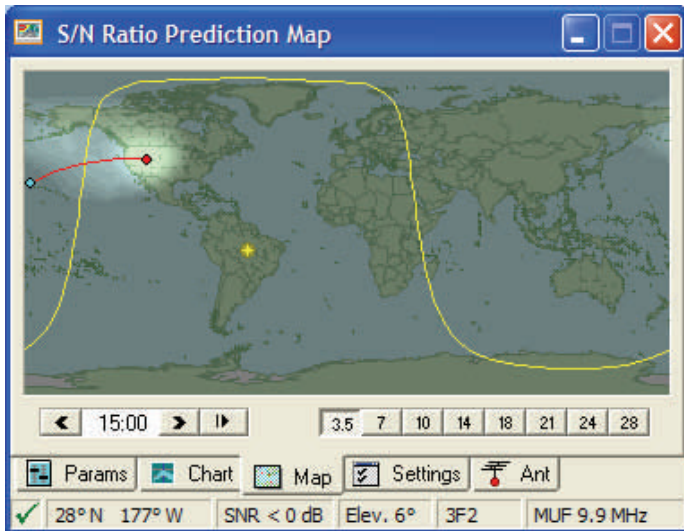 S/N Ratio Prediction Map
15:00
3.5 7 10 14 18 21 24 28
Params Chart Map Settings Ant
28° N 177° W SNR < 0 dB Elev. 6° 3F2 MUF 9.9 MHz